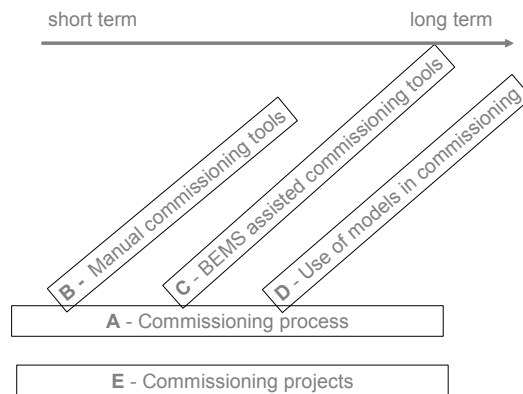 short term
long term
B - Manual commissioning tools
C - BEMS assisted commissioning tools
D - Use of models in commissioning
A - Commissioning process
E - Commissioning projects